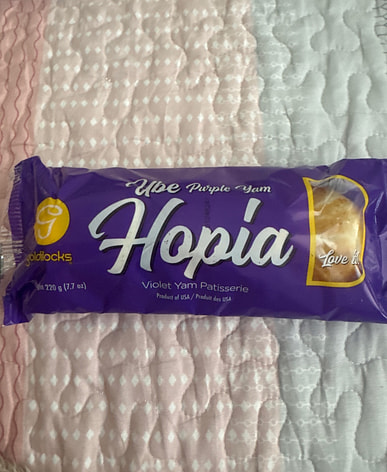 Ube Purple Yam
Hopia
Love it!
goldilocks
220 g (7.7 oz)
Violet Yam Patisserie
Product of USA / Produit des USA